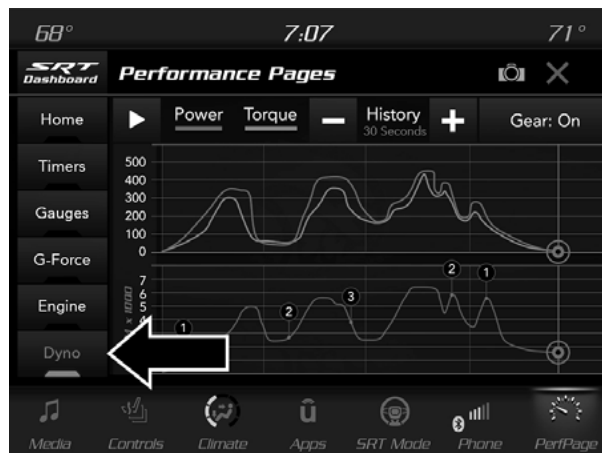 68° 7:07 71°
SRT Dashboard Performance Pages
Home Power Torque History 30 Seconds Gear: On
Timers
Gauges
G-Force
Engine
Dyno
500
400
300
200
100
0
7
6
5
x 1000
1 2 3 2 1
Media Controls Climate Apps SRT Mode Phone PerfPage